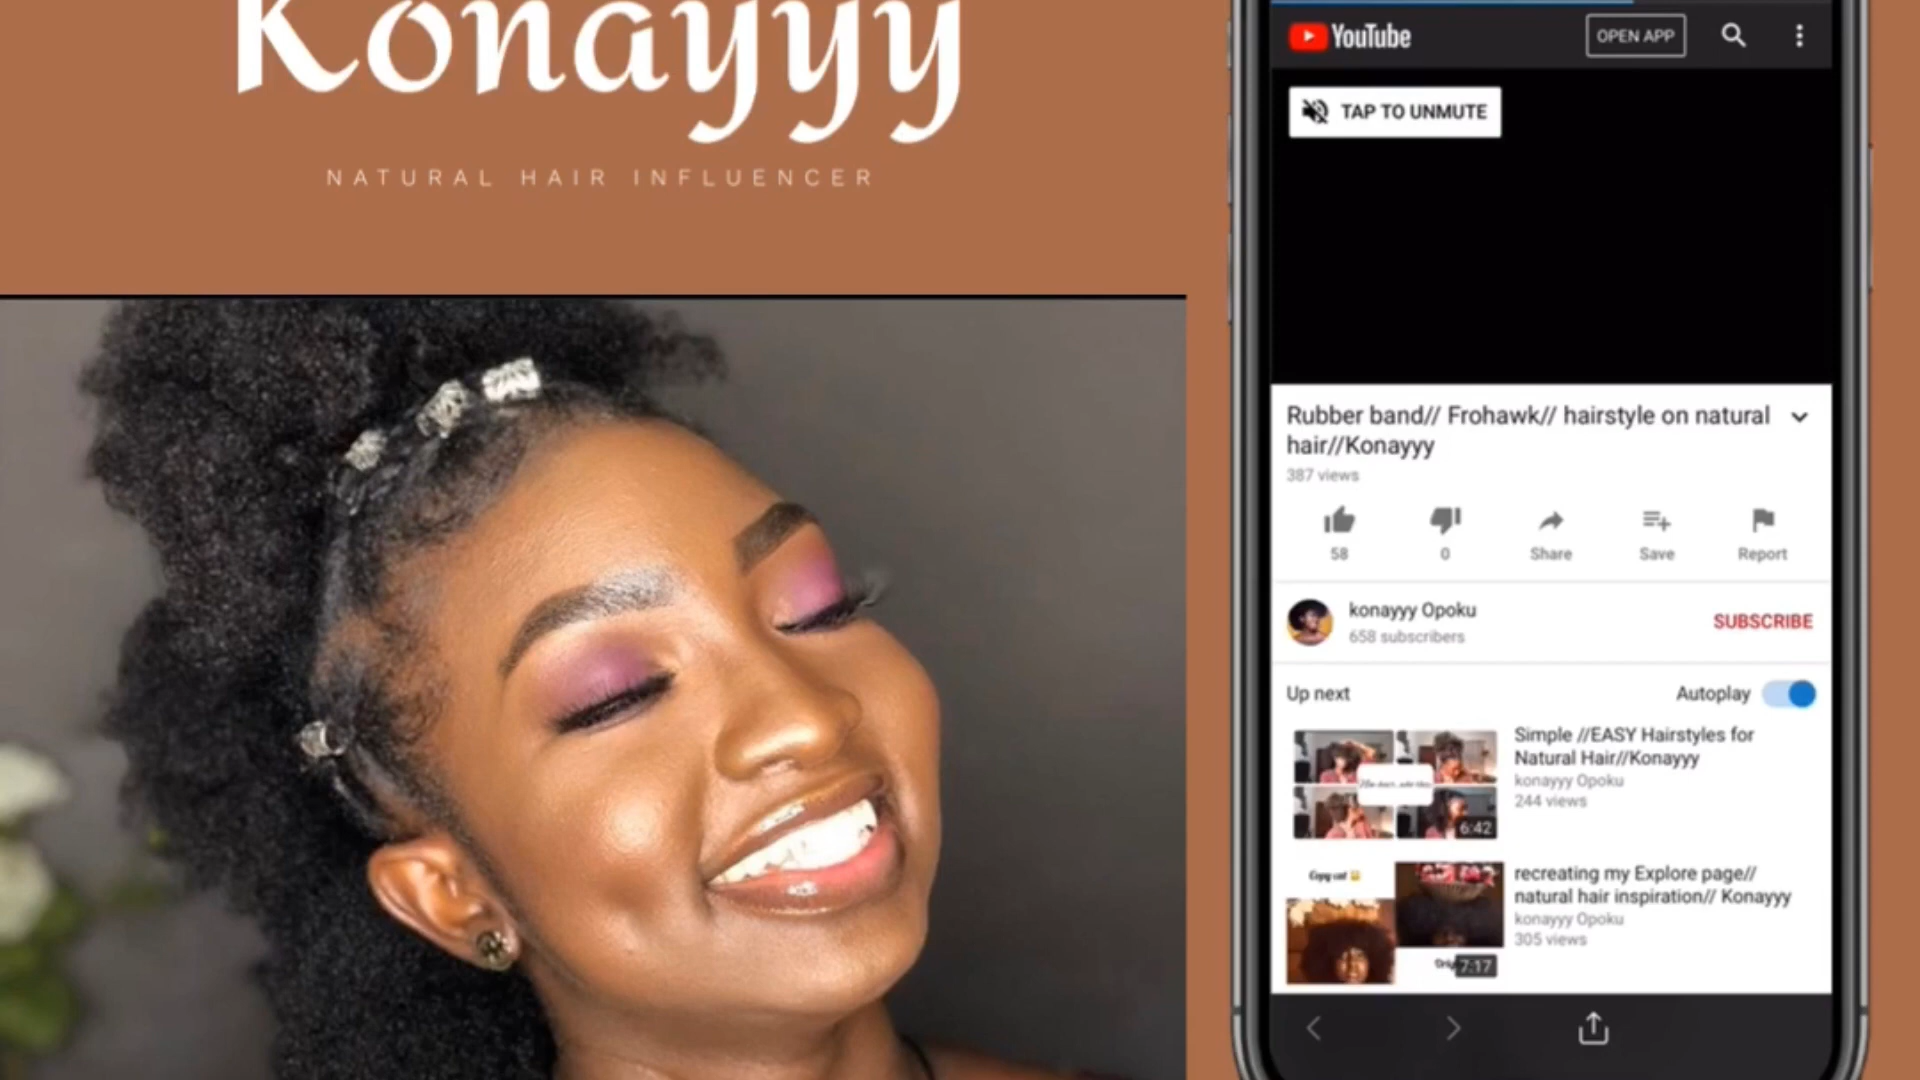 Konayyy
NATURAL HAIR INFLUENCER
YouTube
OPEN APP
TAP TO UNMUTE
Rubber band// Frohawk// hairstyle on natural
hair//Konayyy
387 views
58
0
Share
Save
Report
konayyy Opoku
658 subscribers
SUBSCRIBE
Up next
Autoplay
Simple //EASY Hairstyles for
Natural Hair//Konayyy
konayyy Opoku
244 views
6:42
Copy cat
recreating my Explore page//
natural hair inspiration// Konayyy
konayyy Opoku
305 views
7:17